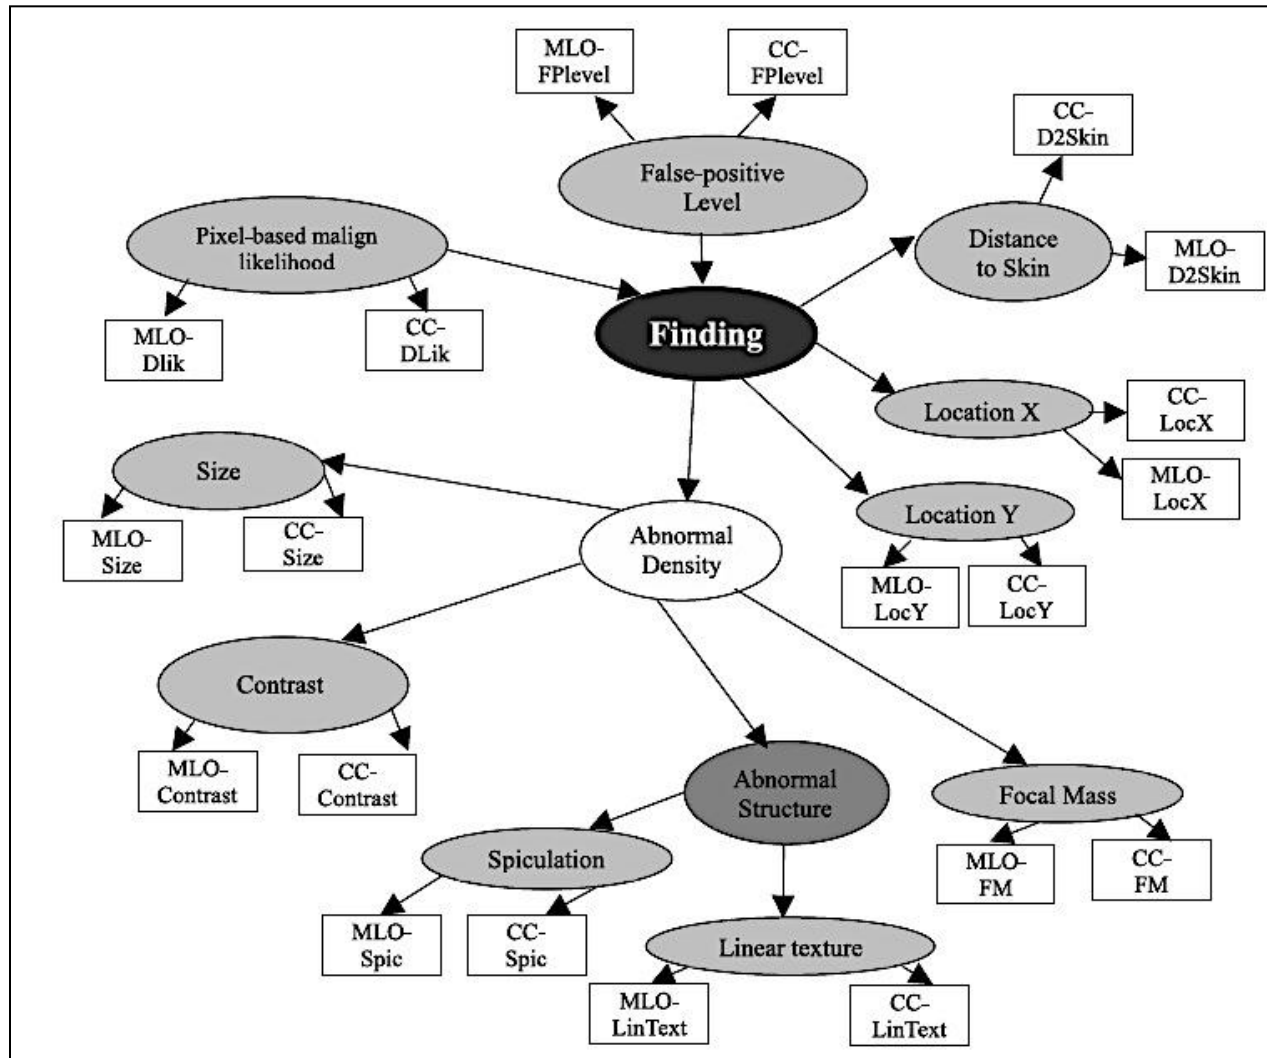 MLO-
FPlevel
CC-
FPlevel
CC-
D2Skin
False-positive
Level
Pixel-based malign
likelihood
Distance
to Skin
MLO-
D2Skin
MLO-
Dlik
CC-
DLik
Finding
Location X
CC-
LocX
MLO-
LocX
Size
MLO-
Size
CC-
Size
Abnormal
Density
Location Y
MLO-
LocY
CC-
LocY
Contrast
MLO-
Contrast
CC-
Contrast
Abnormal
Structure
Focal Mass
MLO-
FM
CC-
FM
Spiculation
MLO-
Spic
CC-
Spic
Linear texture
MLO-
LinText
CC-
LinText